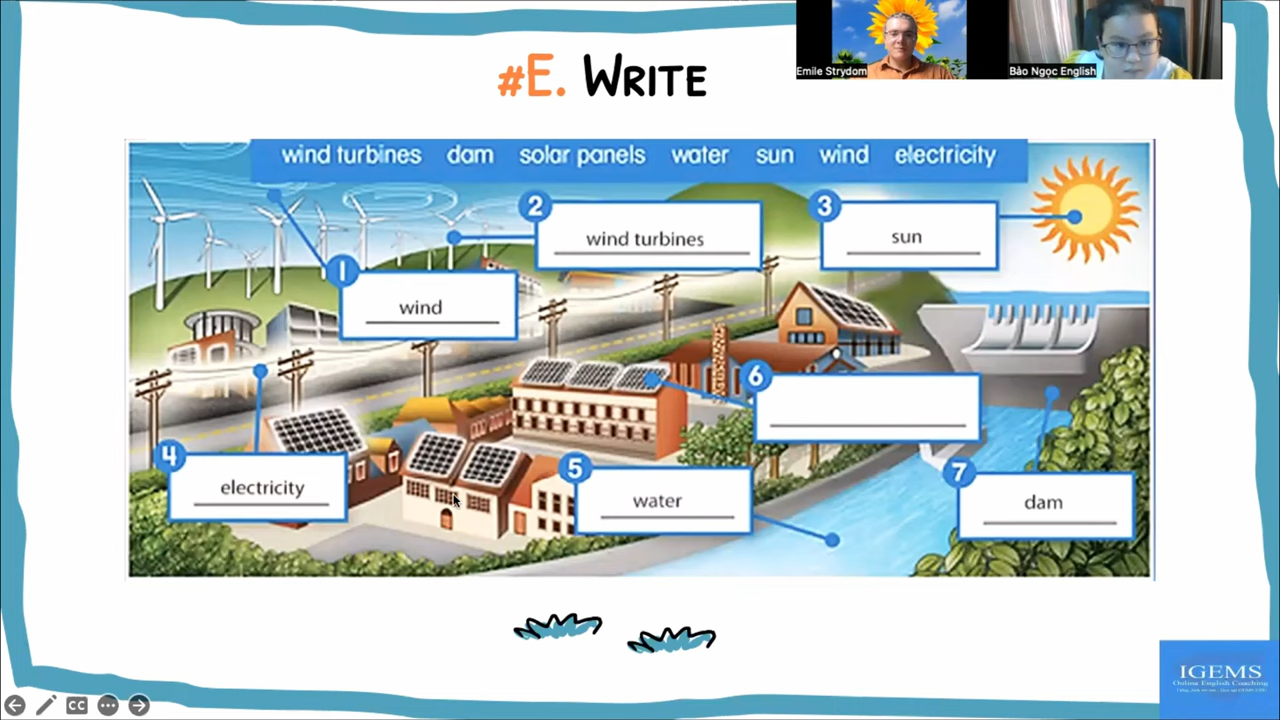 #E. WRITE
Emile Strydom
Bảo Ngọc English
wind turbines dam solar panels water sun wind electricity
2
wind turbines
3
sun
1
wind
6
4
electricity
5
water
7
dam
CC
IGEMS
Online English Coaching